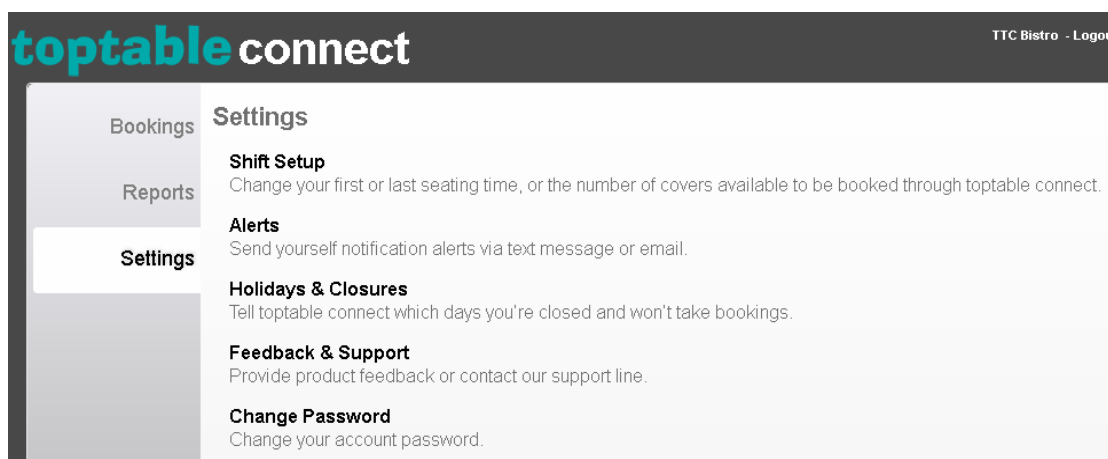 toptable connect
TTC Bistro - Logou
Bookings
Reports
Settings
Settings
Shift Setup
Change your first or last seating time, or the number of covers available to be booked through toptable connect.
Alerts
Send yourself notification alerts via text message or email.
Holidays & Closures
Tell toptable connect which days you're closed and won't take bookings.
Feedback & Support
Provide product feedback or contact our support line.
Change Password
Change your account password.